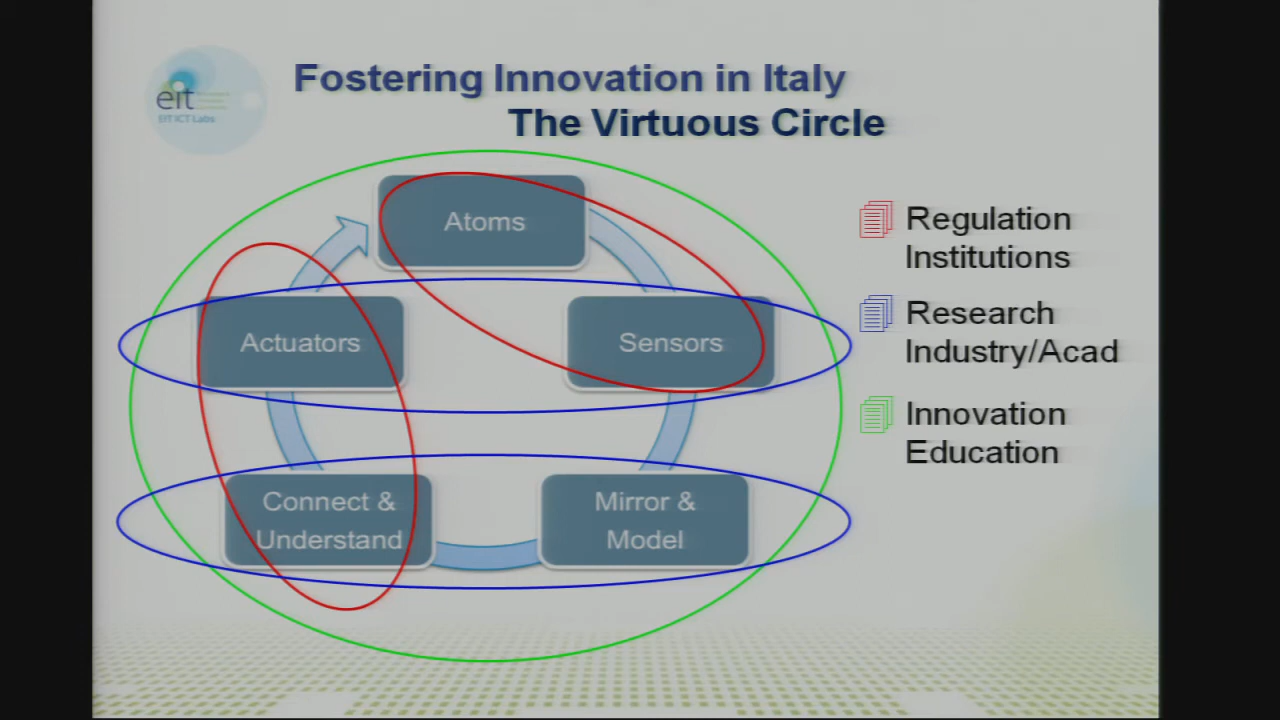 Fostering Innovation in Italy
The Virtuous Circle
eit
EIT ICT Labs
Atoms
Actuators
Sensors
Connect &
Understand
Mirror &
Model
Regulation
Institutions
Research
Industry/Acad
Innovation
Education